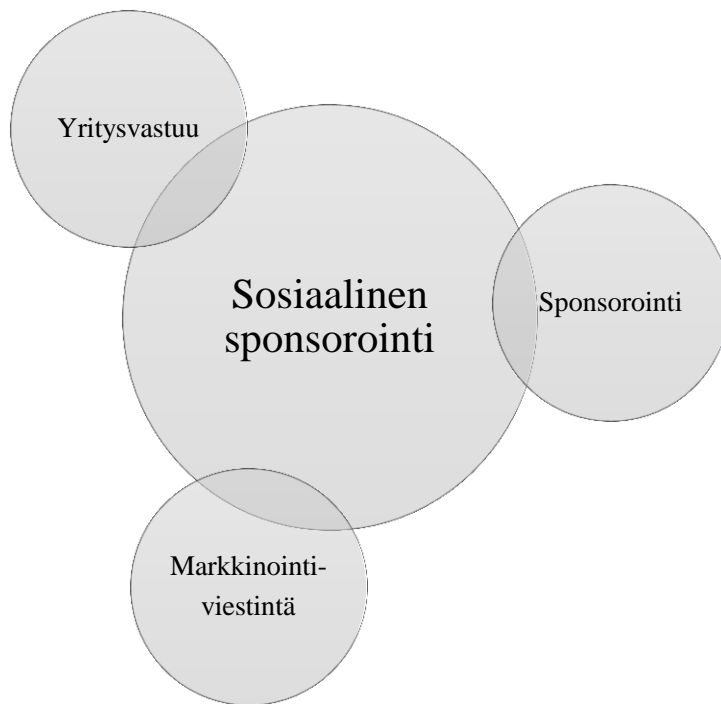 Yritysvastuu
Sosiaalinen
sponsorointi
Sponsorointi
Markkinointi-
viestintä